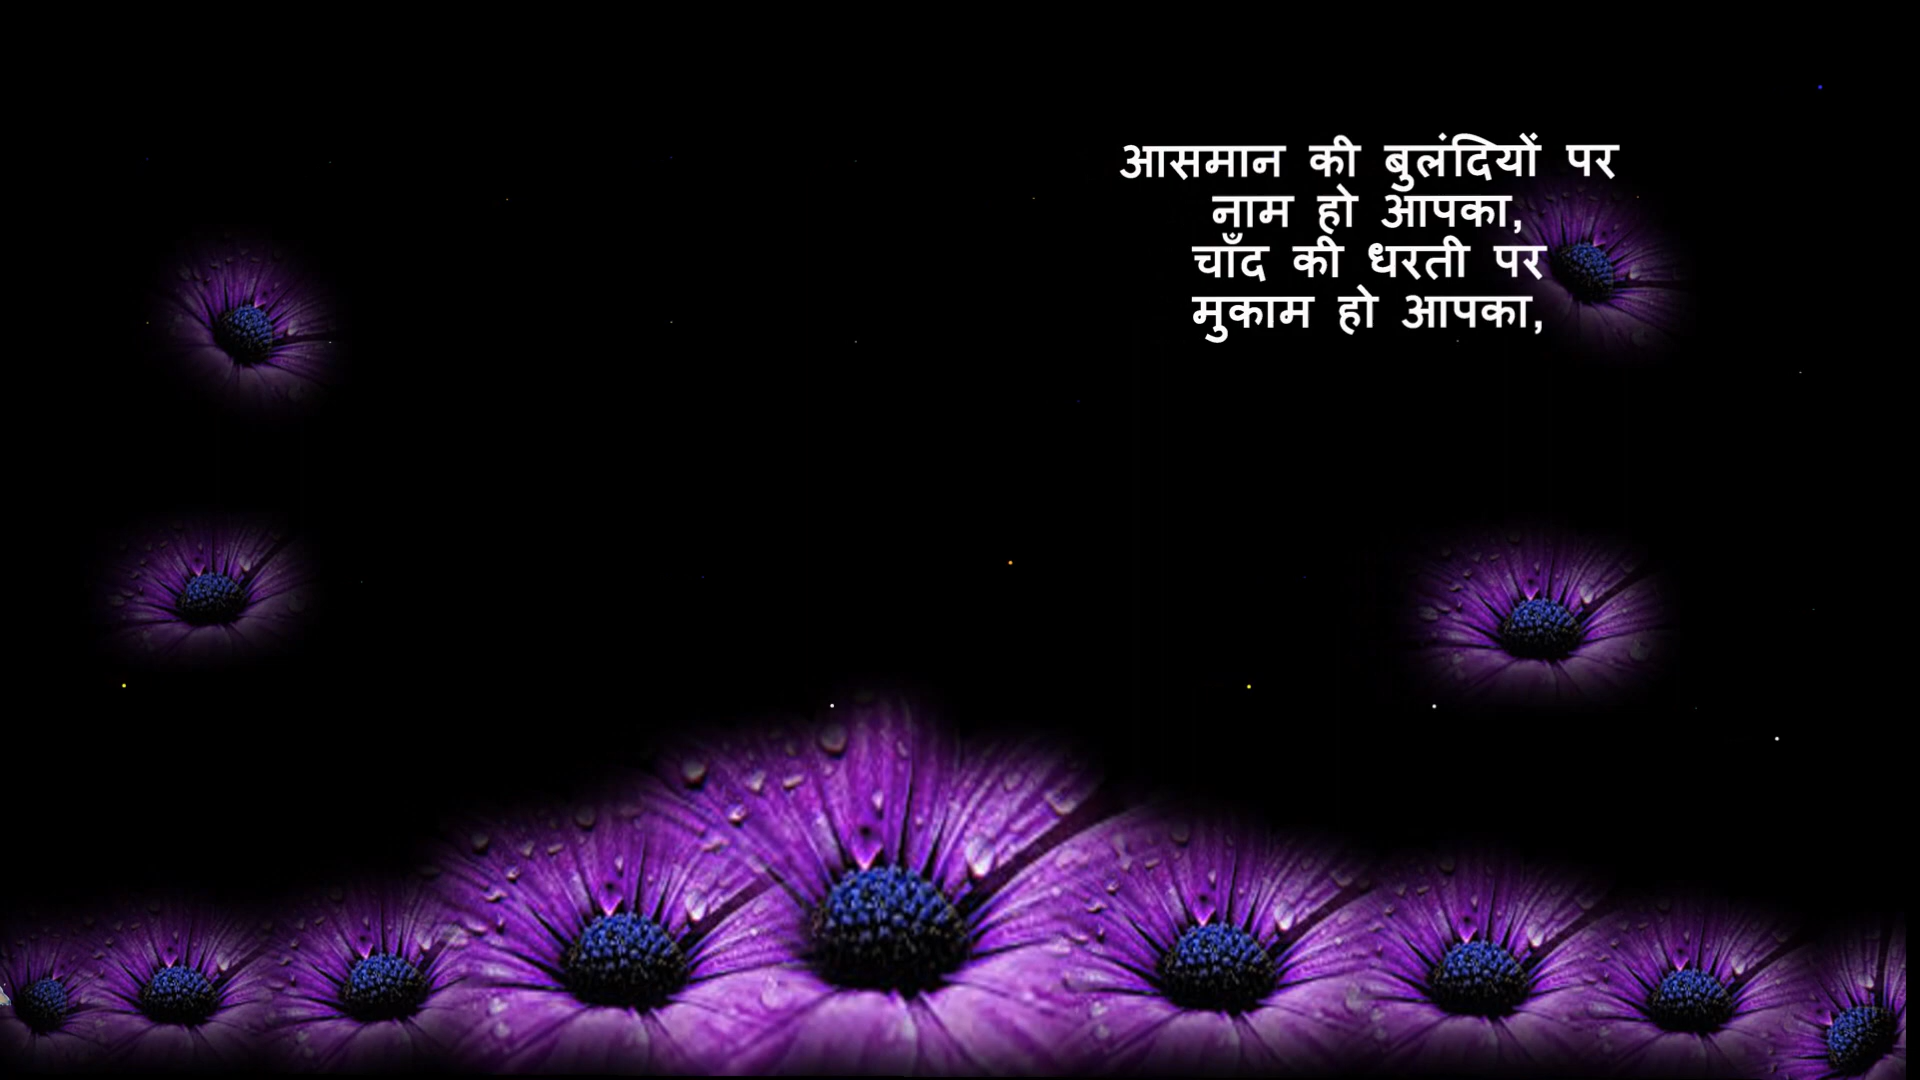 आसमान की बुलंदियों पर
नाम हो आपका,
चाँद की धरती पर
मुकाम हो आपका,